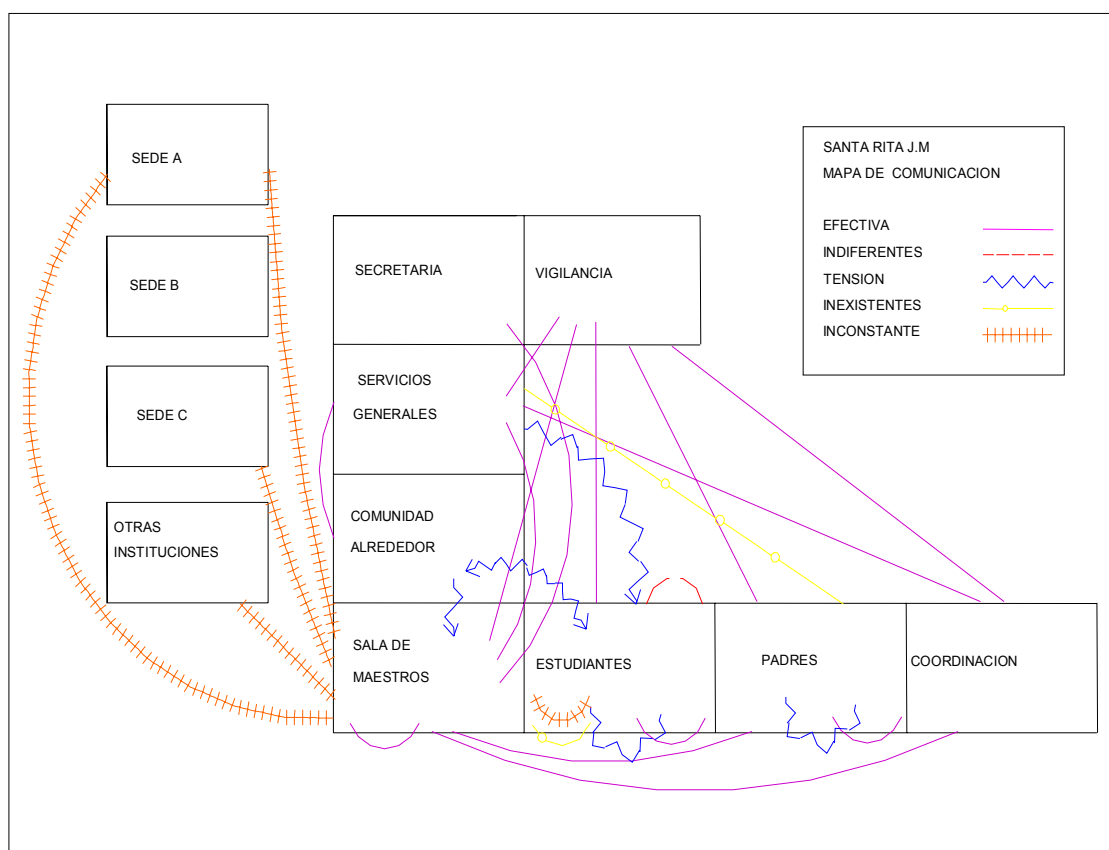 SEDE A
SEDE B
SEDE C
OTRAS
INSTITUCIONES
SECRETARIA
VIGILANCIA
SERVICIOS
GENERALES
COMUNIDAD
ALREDEDOR
SALA DE
MAESTROS
ESTUDIANTES
PADRES
COORDINACION
SANTA RITA J.M
MAPA DE COMUNICACION
EFECTIVA
INDIFERENTES
TENSION
INEXISTENTES
INCONSTANTE